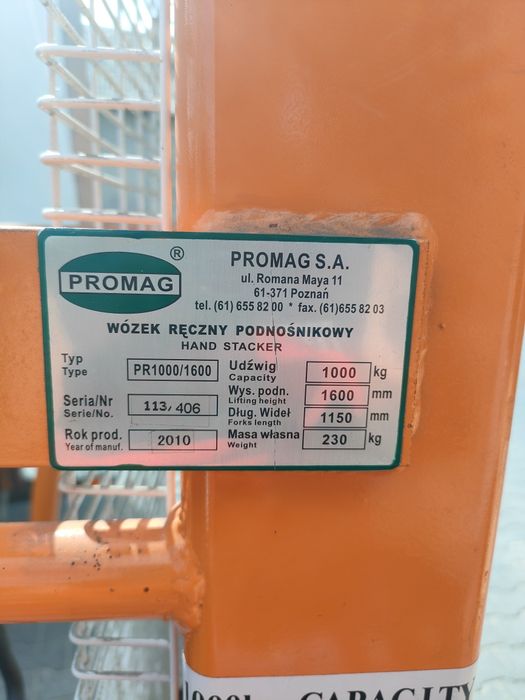 PROMAG ®
PROMAG S.A.
ul. Romana Maya 11
61-371 Poznań
tel. (61) 655 82 00 * fax. (61)655 82 03
WÓZEK RĘCZNY PODNOŚNIKOWY
HAND STACKER
Typ
Type
PR1000/1600
Seria/Nr
Serie/No.
113/406
Rok prod.
Year of manuf.
2010
Udźwig
Capacity
1000 kg
Wys. podn.
Lifting height
1600 mm
Dług. Wideł
Forks length
1150 mm
Masa własna
Weight
230 kg
CAPACITY